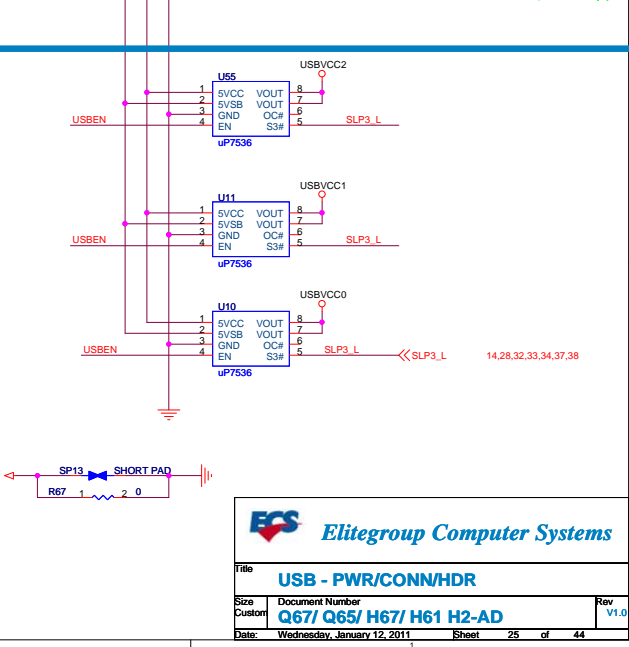 USBVCC2
U55
1 5VCC VOUT 8
2 5VSB VOUT 7
3 GND OC# 6
USBEN 4 EN S3# 5 SLP3_L
uP7536
USBVCC1
U11
1 5VCC VOUT 8
2 5VSB VOUT 7
3 GND OC# 6
USBEN 4 EN S3# 5 SLP3_L
uP7536
USBVCC0
U10
1 5VCC VOUT 8
2 5VSB VOUT 7
3 GND OC# 6
USBEN 4 EN S3# 5 SLP3_L SLP3_L 14,28,32,33,34,37,38
uP7536
SP13 SHORT PAD
R67 1 2 0
ECS Elitegroup Computer Systems
Title
USB - PWR/CONN/HDR
Size Document Number Rev
Custom Q67/ Q65/ H67/ H61 H2-AD V1.0
Date: Wednesday, January 12, 2011 Sheet 25 of 44
1